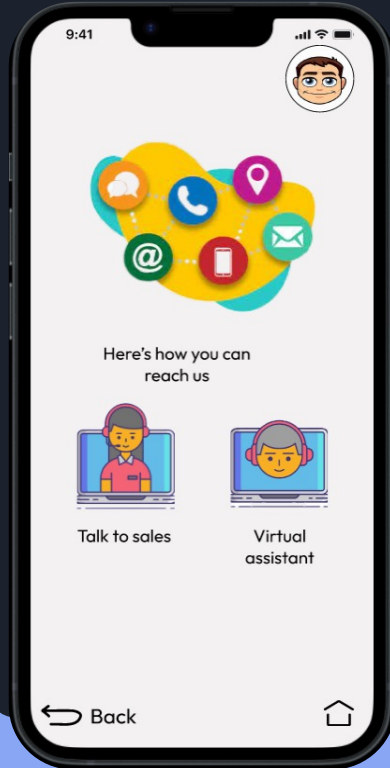 9:41
@
Here's how you can
reach us
Talk to sales
Virtual
assistant
Back